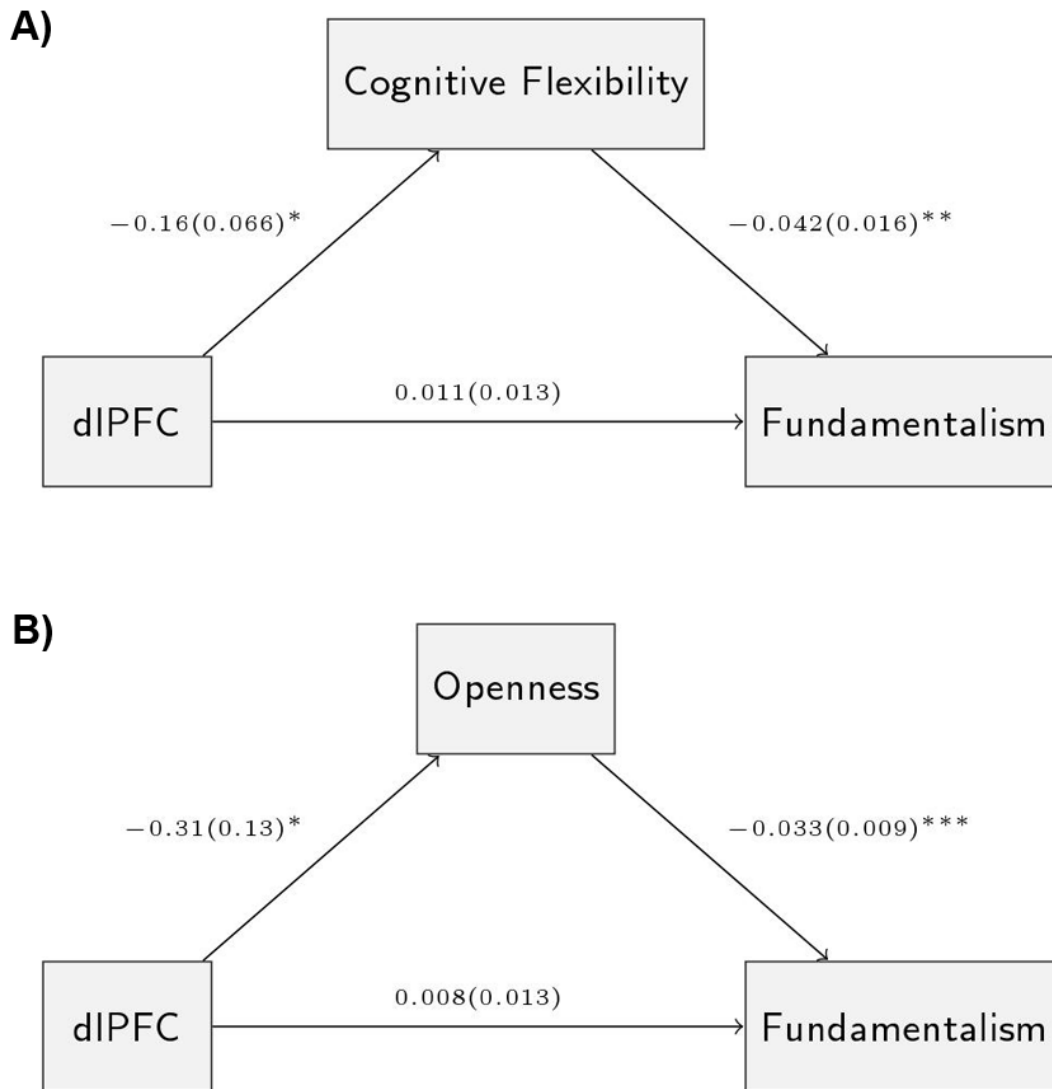 A)
Cognitive Flexibility
−0.16(0.066)*
−0.042(0.016)**
0.011(0.013)
dlPFC
Fundamentalism
B)
Openness
−0.31(0.13)*
−0.033(0.009)***
0.008(0.013)
dlPFC
Fundamentalism